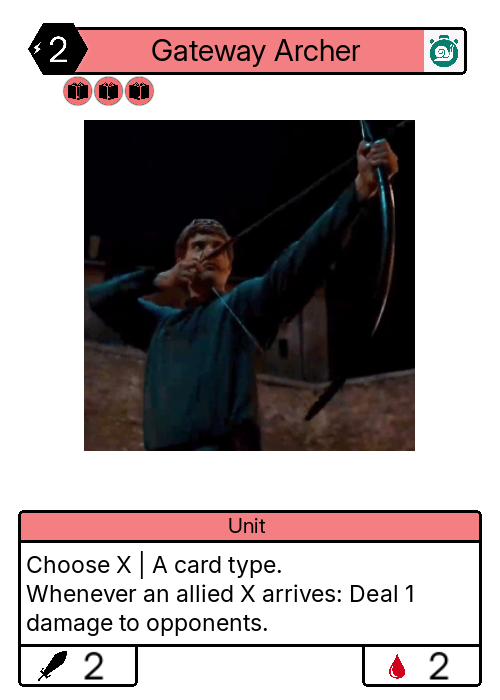 2 Gateway Archer
Unit
Choose X | A card type.
Whenever an allied X arrives: Deal 1
damage to opponents.
2 2